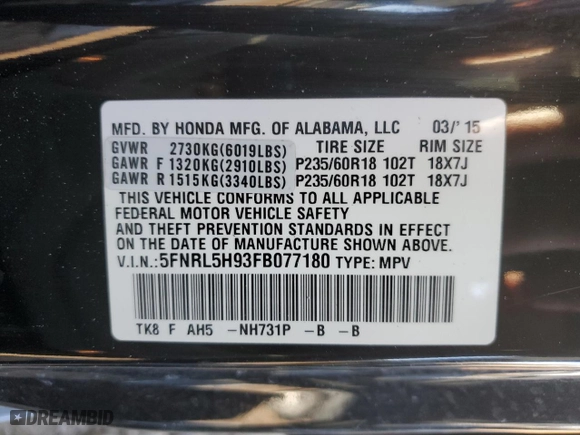 MFD. BY HONDA MFG. OF ALABAMA, LLC 03/'15
GVWR 2730KG(6019LBS) TIRE SIZE RIM SIZE
GAWR F 1320KG(2910LBS) P235/60R18 102T 18X7J
GAWR R 1515KG(3340LBS) P235/60R18 102T 18X7J
THIS VEHICLE CONFORMS TO ALL APPLICABLE
FEDERAL MOTOR VEHICLE SAFETY
AND THEFT PREVENTION STANDARDS IN EFFECT
ON THE DATE OF MANUFACTURE SHOWN ABOVE.
V.I.N.:5FNRL5H93FB077180 TYPE: MPV
TK8 F AH5 -NH731P -B -B
DREAMBID